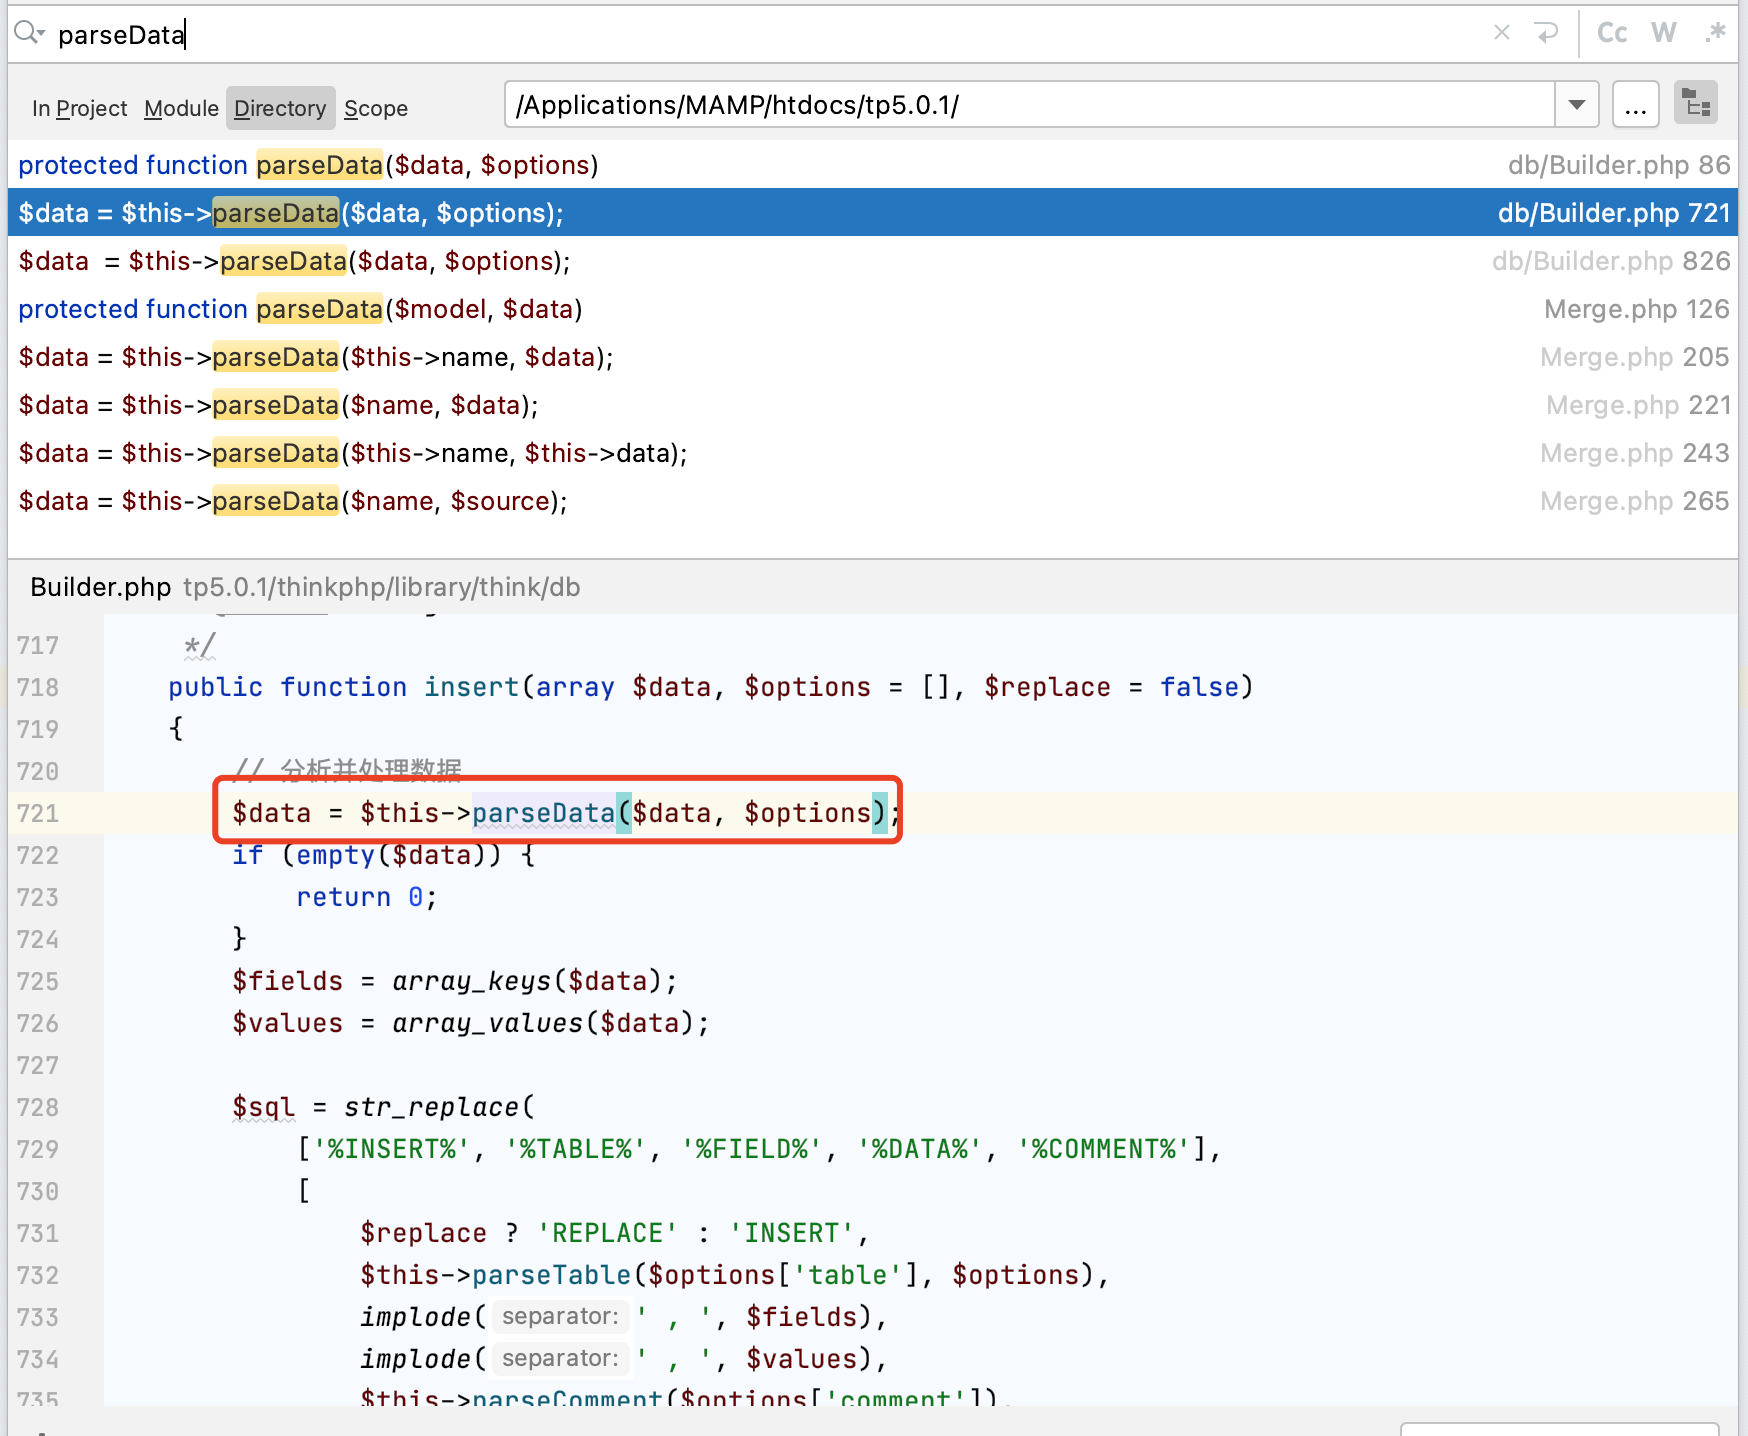 parseData
Cc W .*
In Project Module Directory Scope /Applications/MAMP/htdocs/tp5.0.1/ ...
protected function parseData($data, $options) db/Builder.php 86
$data = $this->parseData($data, $options); db/Builder.php 721
$data  = $this->parseData($data, $options); db/Builder.php 826
protected function parseData($model, $data) Merge.php 126
$data = $this->parseData($this->name, $data); Merge.php 205
$data = $this->parseData($name, $data); Merge.php 221
$data = $this->parseData($this->name, $this->data); Merge.php 243
$data = $this->parseData($name, $source); Merge.php 265
Builder.php tp5.0.1/thinkphp/library/think/db
717 */
718 public function insert(array $data, $options = [], $replace = false)
719 {
720 // 分析并处理数据
721 $data = $this->parseData($data, $options);
722 if (empty($data)) {
723 return 0;
724 }
725 $fields = array_keys($data);
726 $values = array_values($data);
727
728 $sql = str_replace(
729 ['%INSERT%', '%TABLE%', '%FIELD%', '%DATA%', '%COMMENT%'],
730 [
731 $replace ? 'REPLACE' : 'INSERT',
732 $this->parseTable($options['table'], $options),
733 implode( separator: ' , ', $fields),
734 implode( separator: ' , ', $values),
735 $this->parseComment($options['comment']),